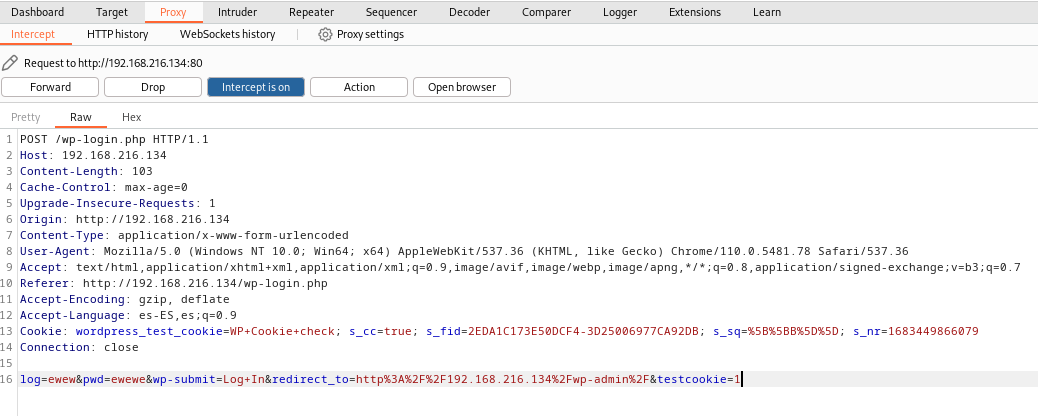 Dashboard Target Proxy Intruder Repeater Sequencer Decoder Comparer Logger Extensions Learn
Intercept HTTP history WebSockets history Proxy settings
Request to http://192.168.216.134:80
Forward Drop Intercept is on Action Open browser
Pretty Raw Hex
1 POST /wp-login.php HTTP/1.1
2 Host: 192.168.216.134
3 Content-Length: 103
4 Cache-Control: max-age=0
5 Upgrade-Insecure-Requests: 1
6 Origin: http://192.168.216.134
7 Content-Type: application/x-www-form-urlencoded
8 User-Agent: Mozilla/5.0 (Windows NT 10.0; Win64; x64) AppleWebKit/537.36 (KHTML, like Gecko) Chrome/110.0.5481.78 Safari/537.36
9 Accept: text/html,application/xhtml+xml,application/xml;q=0.9,image/avif,image/webp,image/apng,*/*;q=0.8,application/signed-exchange;v=b3;q=0.7
10 Referer: http://192.168.216.134/wp-login.php
11 Accept-Encoding: gzip, deflate
12 Accept-Language: es-ES,es;q=0.9
13 Cookie: wordpress_test_cookie=WP+Cookie+check; s_cc=true; s_fid=2EDA1C173E50DCF4-3D25006977CA92DB; s_sq=%5B%5BB%5D%5D; s_nr=1683449866079
14 Connection: close
15
16 log=ewew&pwd=ewewe&wp-submit=Log+In&redirect_to=http%3A%2F%2F192.168.216.134%2Fwp-admin%2F&testcookie=1